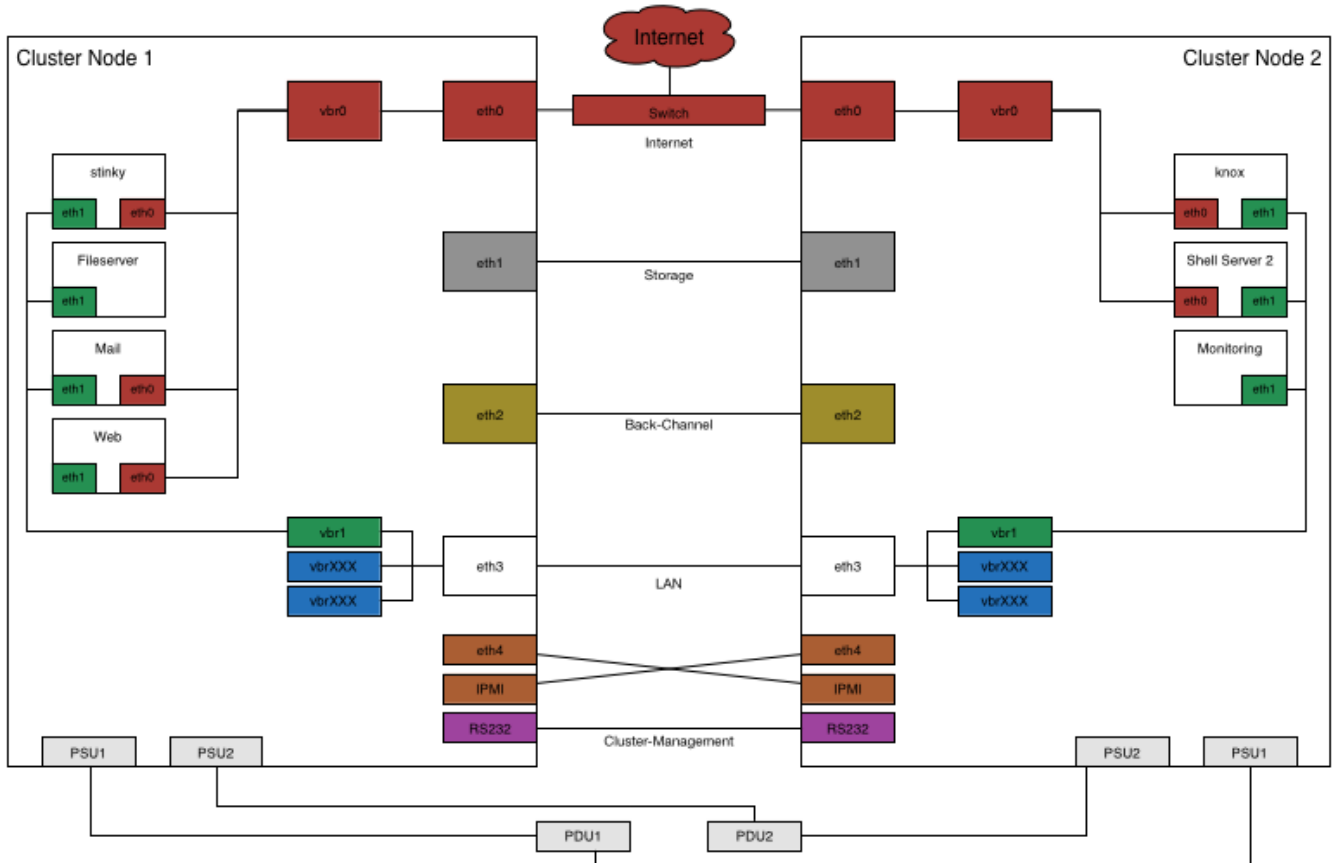 Internet
Cluster Node 1
Cluster Node 2
vbr0
eth0
Switch
eth0
vbr0
Internet
stinky
eth1
eth0
knox
eth0
eth1
Fileserver
eth1
eth1
Storage
eth1
Shell Server 2
eth0
eth1
Mail
eth1
eth0
Monitoring
eth1
eth2
Back-Channel
eth2
Web
eth1
eth0
vbr1
vbrXXX
vbrXXX
eth3
LAN
eth3
vbr1
vbrXXX
vbrXXX
eth4
eth4
IPMI
IPMI
RS232
Cluster-Management
RS232
PSU1
PSU2
PSU2
PSU1
PDU1
PDU2